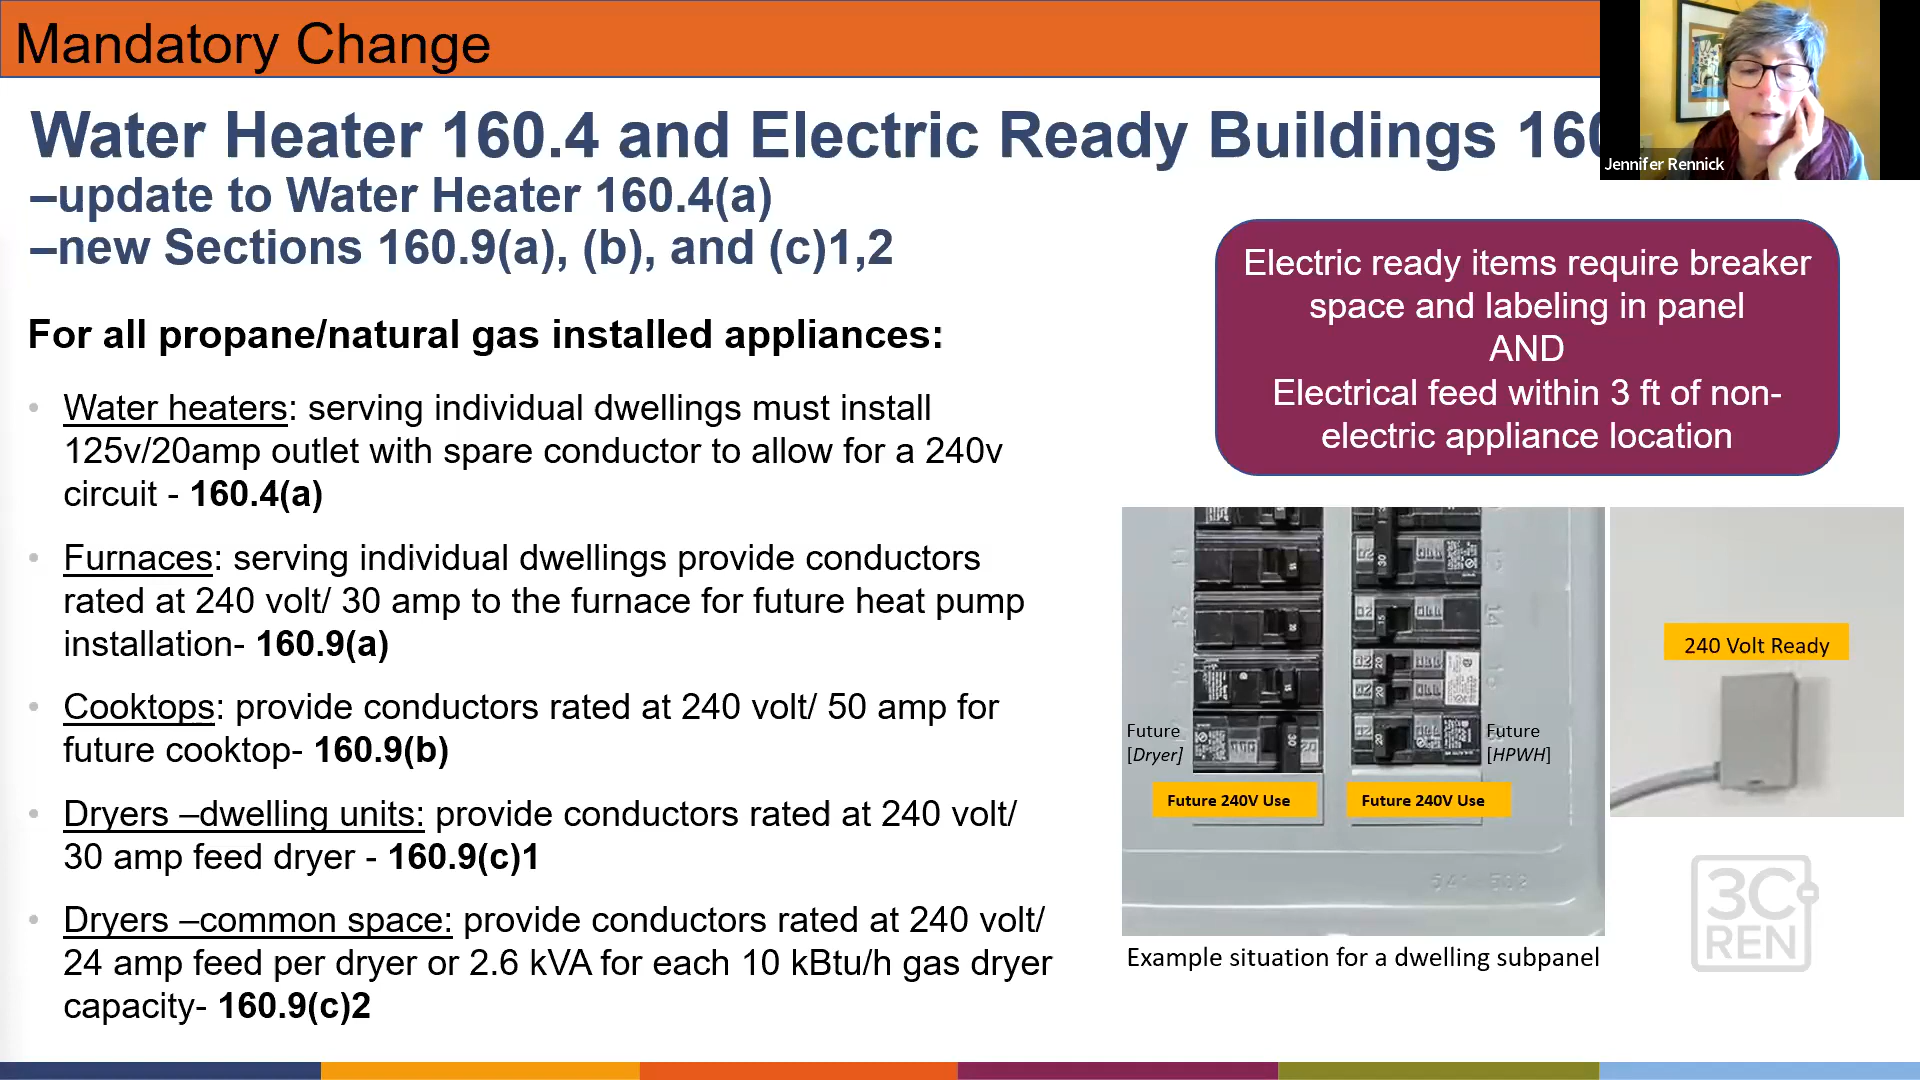 Mandatory Change
Water Heater 160.4 and Electric Ready Buildings 160
–update to Water Heater 160.4(a)
–new Sections 160.9(a), (b), and (c)1,2
Jennifer Rennick
For all propane/natural gas installed appliances:
• Water heaters: serving individual dwellings must install
125v/20amp outlet with spare conductor to allow for a 240v
circuit - 160.4(a)
• Furnaces: serving individual dwellings provide conductors
rated at 240 volt/ 30 amp to the furnace for future heat pump
installation- 160.9(a)
• Cooktops: provide conductors rated at 240 volt/ 50 amp for
future cooktop- 160.9(b)
• Dryers –dwelling units: provide conductors rated at 240 volt/
30 amp feed dryer - 160.9(c)1
• Dryers –common space: provide conductors rated at 240 volt/
24 amp feed per dryer or 2.6 kVA for each 10 kBtu/h gas dryer
capacity- 160.9(c)2
Electric ready items require breaker
space and labeling in panel
AND
Electrical feed within 3 ft of non-
electric appliance location
Future
[Dryer]
Future
[HPWH]
Future 240V Use
Future 240V Use
240 Volt Ready
Example situation for a dwelling subpanel
3C
REN